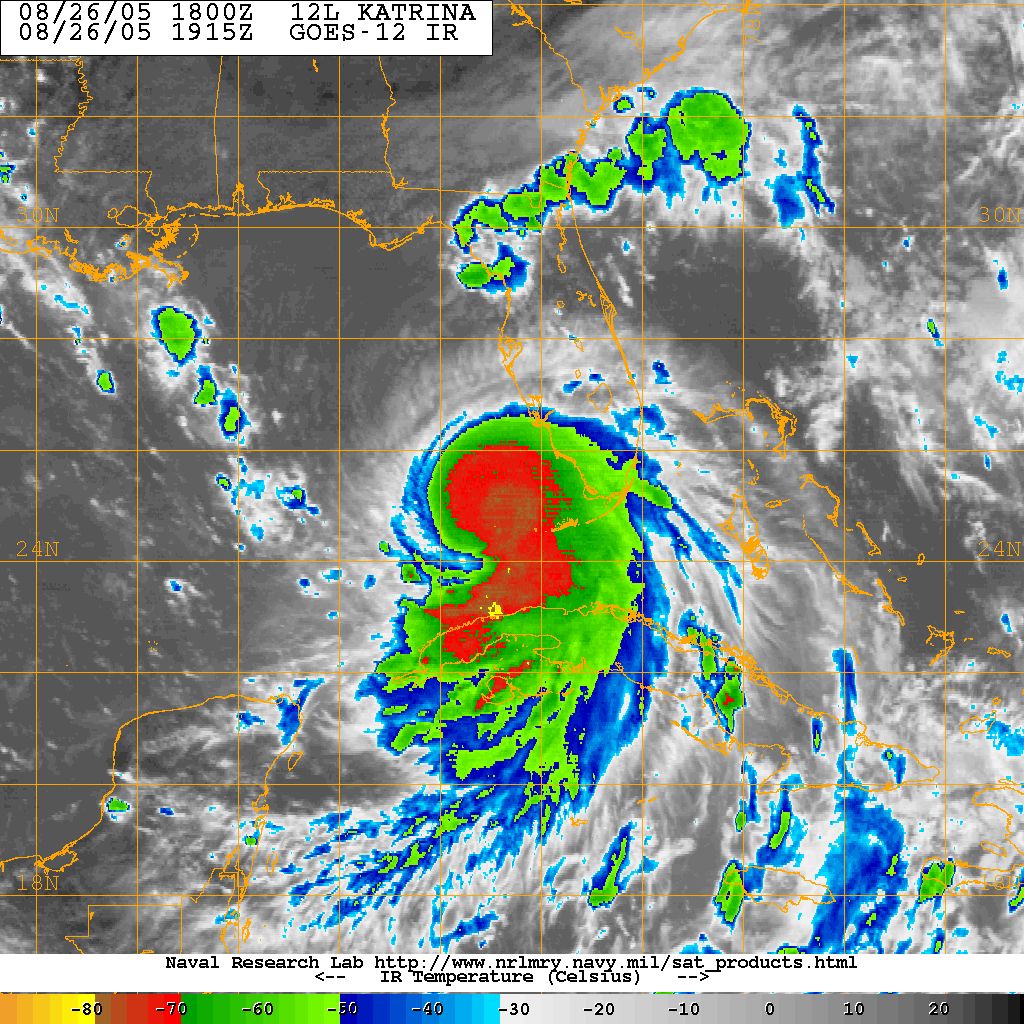 08/26/05 1800Z 12L KATRINA
08/26/05 1915Z GOES-12 IR
30N 30N
24N 24N
18N 18N
Naval Research Lab http://www.nrlmry.navy.mil/sat_products.html
<-- IR Temperature (Celsius) -->
-80 -70 -60 -50 -40 -30 -20 -10 0 10 20